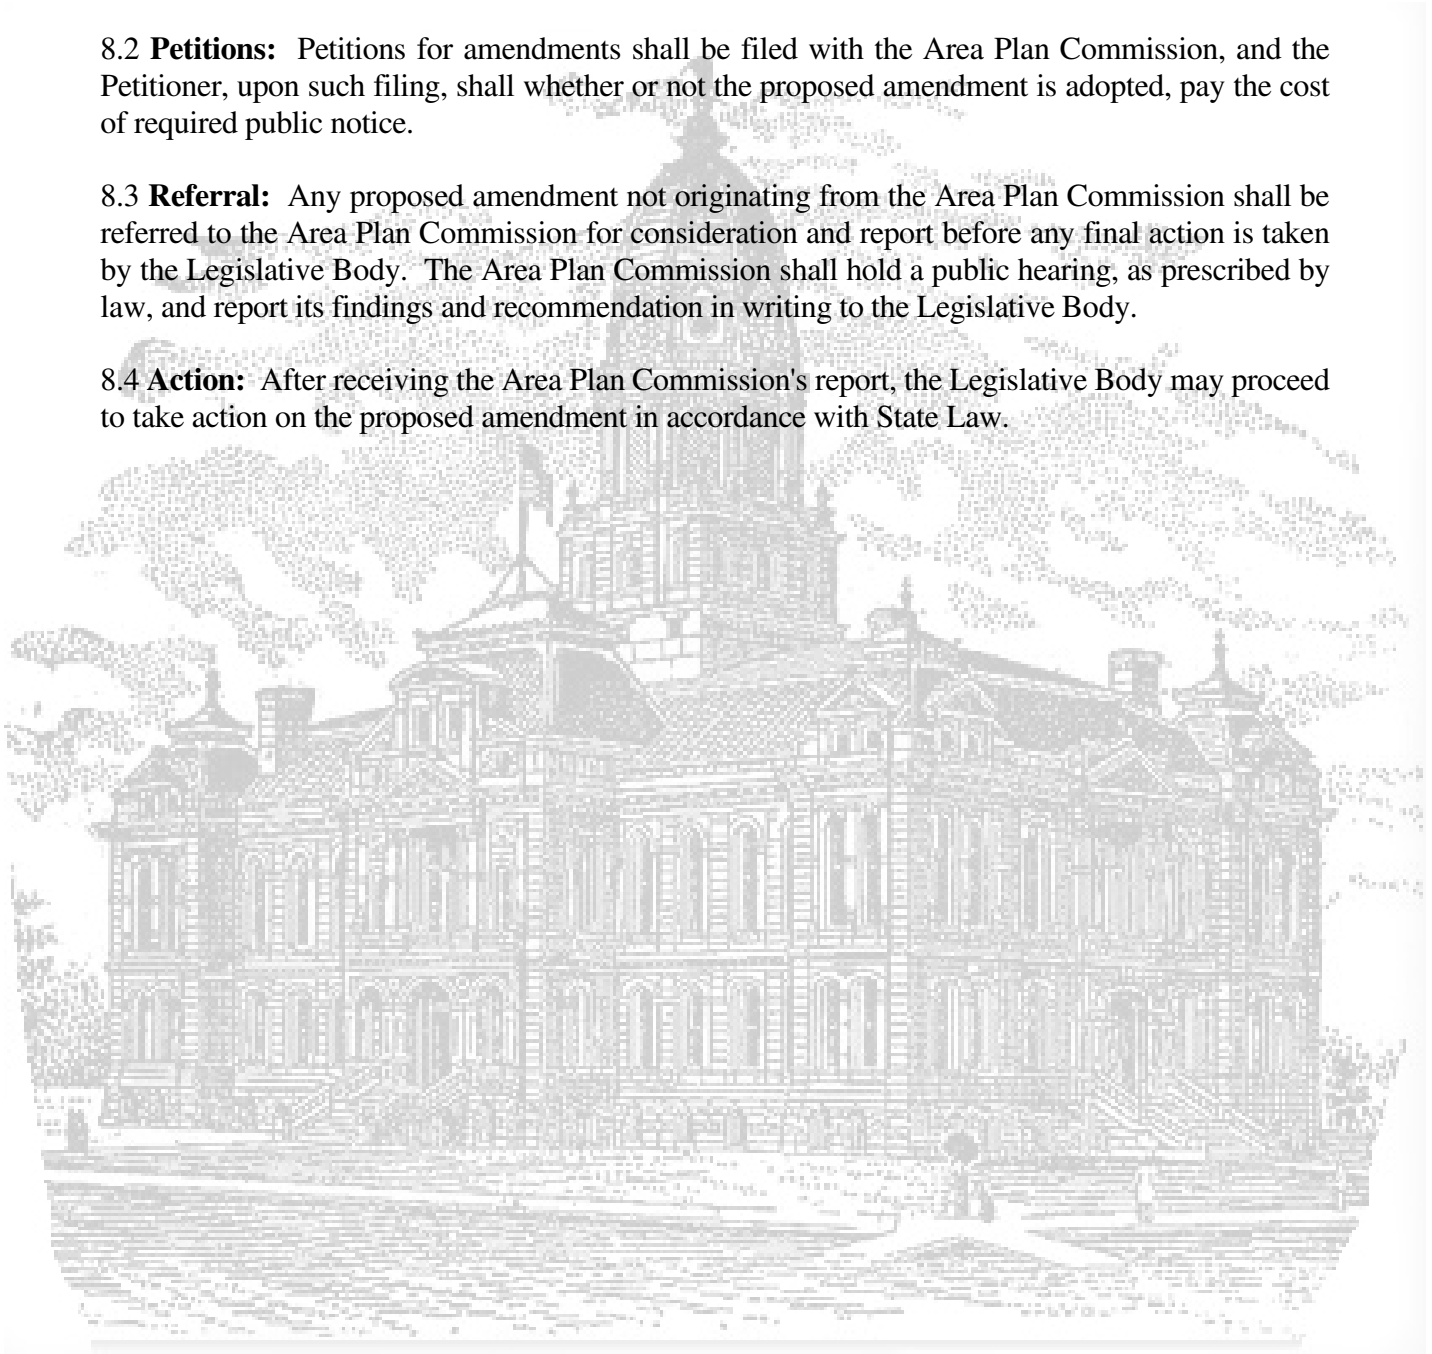 8.2 Petitions: Petitions for amendments shall be filed with the Area Plan Commission, and the
Petitioner, upon such filing, shall whether or not the proposed amendment is adopted, pay the cost
of required public notice.
8.3 Referral: Any proposed amendment not originating from the Area Plan Commission shall be
referred to the Area Plan Commission for consideration and report before any final action is taken
by the Legislative Body. The Area Plan Commission shall hold a public hearing, as prescribed by
law, and report its findings and recommendation in writing to the Legislative Body.
8.4 Action: After receiving the Area Plan Commission's report, the Legislative Body may proceed
to take action on the proposed amendment in accordance with State Law.